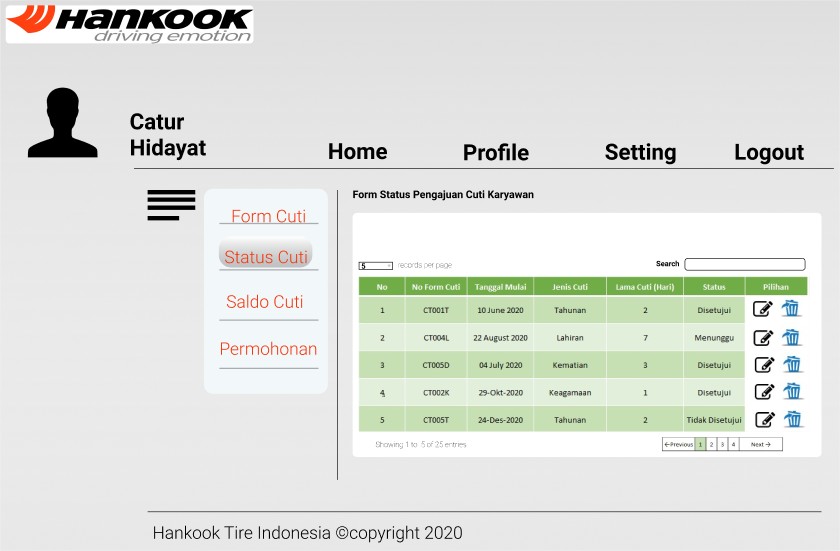 HANKOOK
driving emotion
Catur
Hidayat
Home Profile Setting Logout
Form Cuti
Status Cuti
Saldo Cuti
Permohonan
Form Status Pengajuan Cuti Karyawan
5 records per page Search
No No Form Cuti Tanggal Mulai Jenis Cuti Lama Cuti (Hari) Status Pilihan
1 CT001T 10 June 2020 Tahunan 2 Disetujui
2 CT004L 22 August 2020 Lahiran 7 Menunggu
3 CT005D 04 July 2020 Kematian 3 Disetujui
4 CT002K 29-Okt-2020 Keagamaan 1 Disetujui
5 CT005T 24-Des-2020 Tahunan 2 Tidak Disetujui
Showing 1 to 5 of 25 entries ←Previous 1 2 3 4 Next→
Hankook Tire Indonesia ©copyright 2020